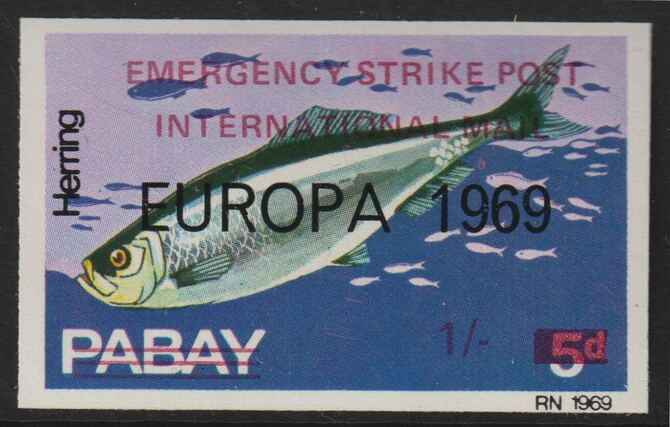 EMERGENCY STRIKE POST
INTERNATIONAL MAIL
Herring
EUROPA 1969
1/-
PABAY
5d
RN 1969